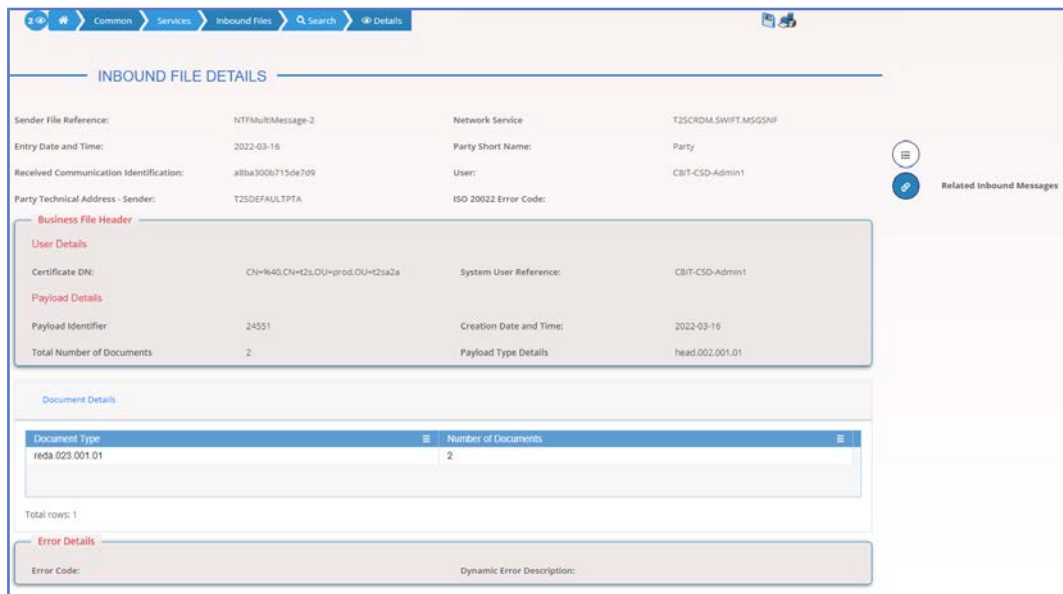 2 Common Services Inbound Files Search Details
INBOUND FILE DETAILS
Sender File Reference: NTFMultiMessage-2 Network Service T2SCRDM.SWIFT.MSGSNF
Entry Date and Time: 2022-03-16 Party Short Name: Party
Received Communication Identification: a8ba300b715de7d9 User: CBIT-CSD-Admin1
Party Technical Address - Sender: T2SDEFAULTPTA ISO 20022 Error Code:
Related Inbound Messages
Business File Header
User Details
Certificate DN: CN=%40,CN=t2s,OU=prod,OU=t2sa2a System User Reference: CBIT-CSD-Admin1
Payload Details
Payload Identifier 24551 Creation Date and Time: 2022-03-16
Total Number of Documents 2 Payload Type Details head.002.001.01
Document Details
Document Type Number of Documents
reda.023.001.01 2
Total rows: 1
Error Details
Error Code: Dynamic Error Description: